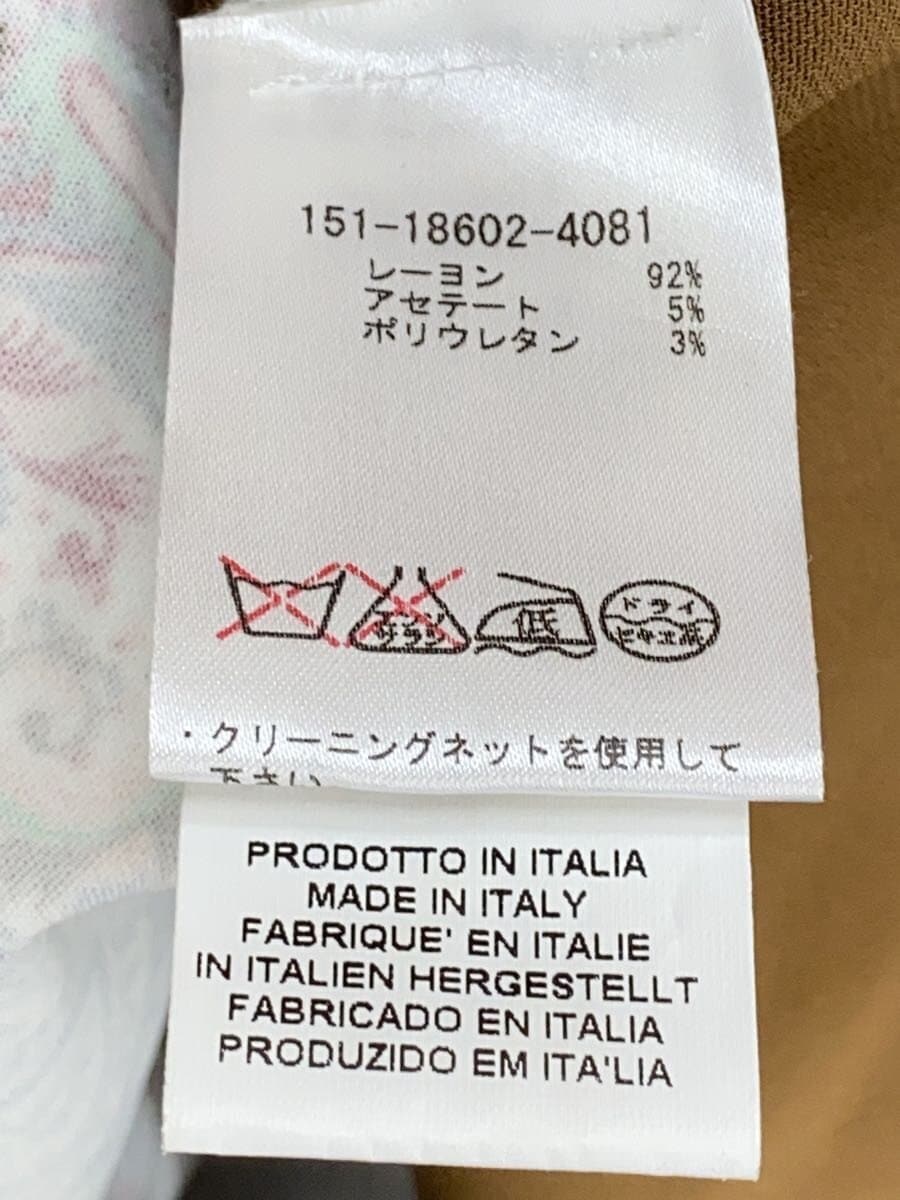 151-18602-4081
レーヨン 92%
アセテート 5%
ポリウレタン 3%
低
ドライ
・クリーニングネットを使用して
下さい
PRODOTTO IN ITALIA
MADE IN ITALY
FABRIQUE' EN ITALIE
IN ITALIEN HERGESTELLT
FABRICADO EN ITALIA
PRODUZIDO EM ITA'LIA